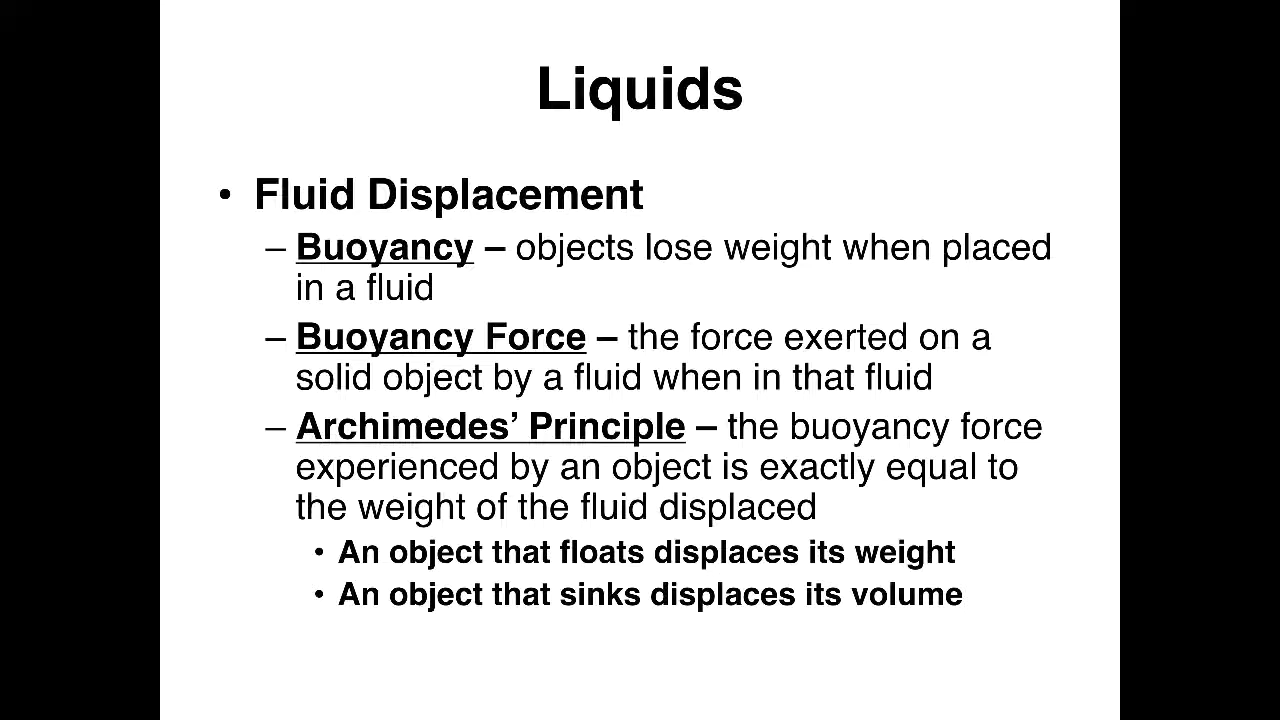 Liquids
• Fluid Displacement
– Buoyancy – objects lose weight when placed
in a fluid
– Buoyancy Force – the force exerted on a
solid object by a fluid when in that fluid
– Archimedes’ Principle – the buoyancy force
experienced by an object is exactly equal to
the weight of the fluid displaced
• An object that floats displaces its weight
• An object that sinks displaces its volume